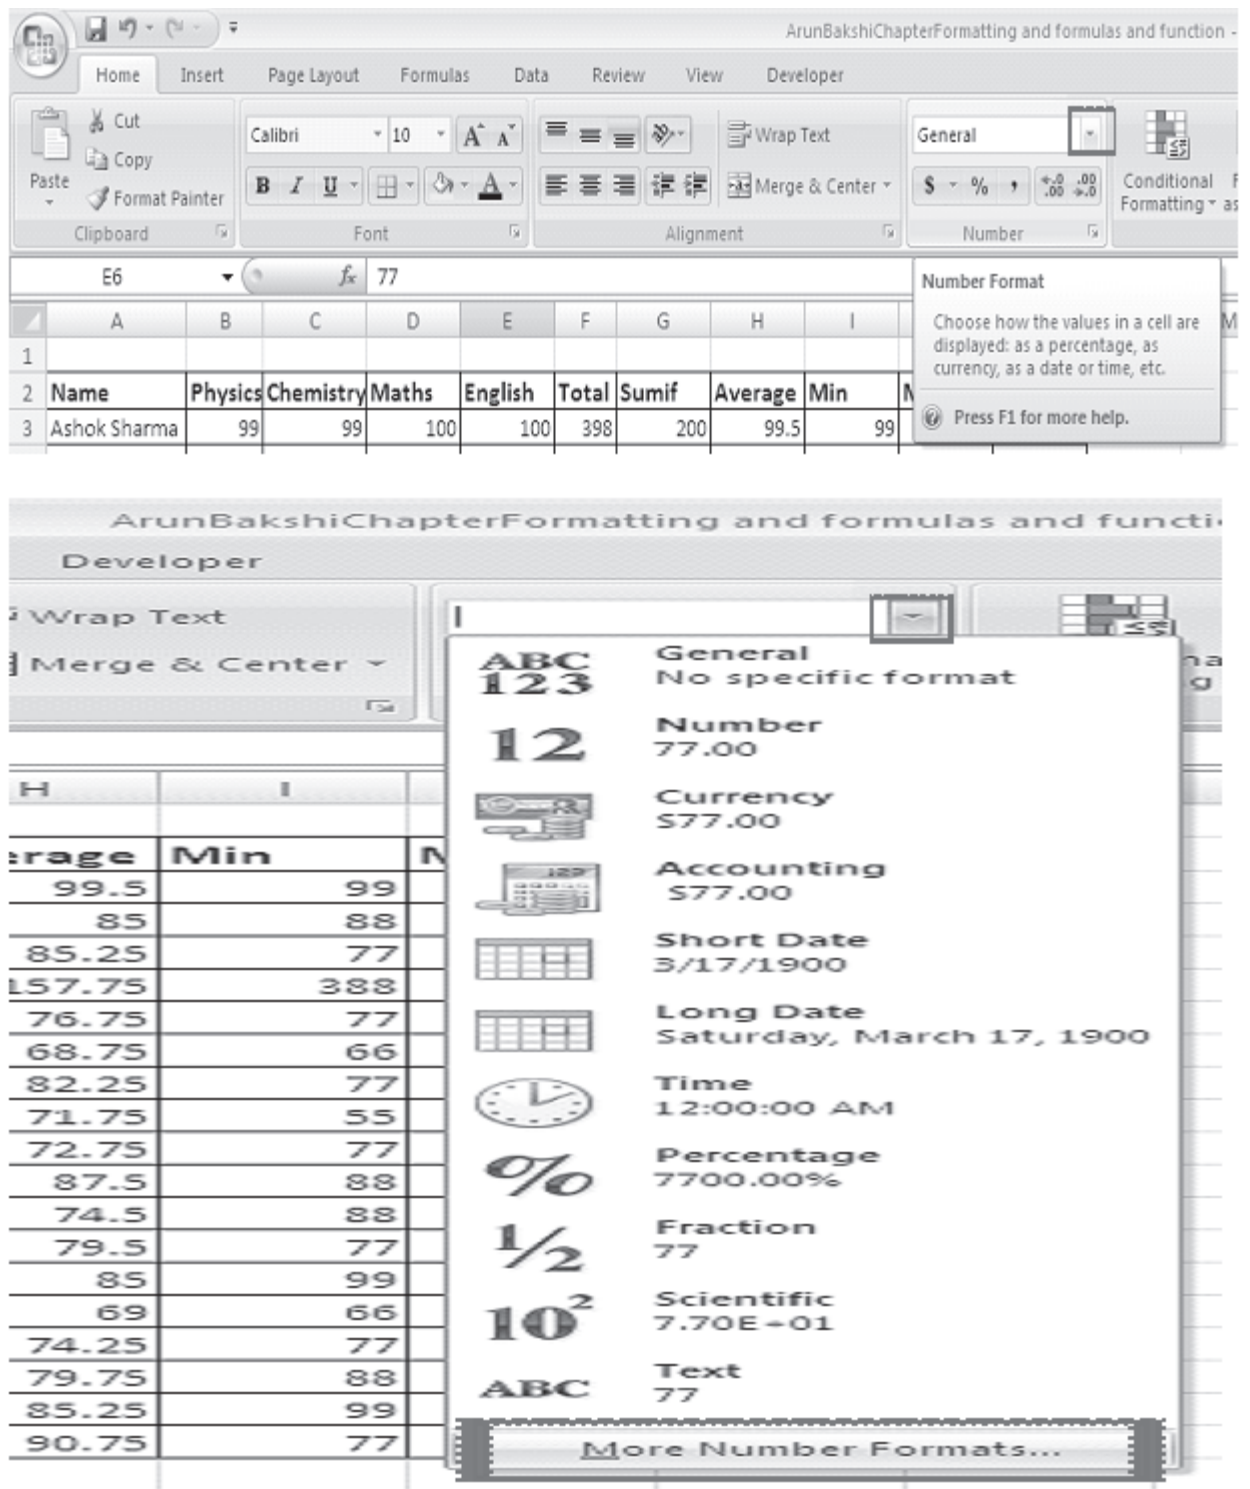 ArunBakshiChapterFormatting and formulas and function -
Home Insert Page Layout Formulas Data Review View Developer
Cut
Copy
Format Painter
Paste
Clipboard
Calibri 10
B I U A
Font
Wrap Text
Merge & Center
Alignment
General
$ % ,
Number
Conditional
Formatting as
E6 fx 77
Number Format
Choose how the values in a cell are
displayed: as a percentage, as
currency, as a date or time, etc.
Press F1 for more help.
A B C D E F G H I M
1
2 Name Physics Chemistry Maths English Total Sumif Average Min
3 Ashok Sharma 99 99 100 100 398 200 99.5 99
ArunBakshiChapterFormatting and formulas and functi
Developer
Wrap Text
Merge & Center
H I
erage Min
99.5 99
85 88
85.25 77
157.75 388
76.75 77
68.75 66
82.25 77
71.75 55
72.75 77
87.5 88
74.5 88
79.5 77
85 99
69 66
74.25 77
79.75 88
85.25 99
90.75 77
ABC
123
General
No specific format
12
Number
77.00
Currency
$77.00
Accounting
$77.00
Short Date
3/17/1900
Long Date
Saturday, March 17, 1900
Time
12:00:00 AM
%
Percentage
7700.00%
1/2
Fraction
77
10²
Scientific
7.70E+01
ABC
Text
77
More Number Formats...